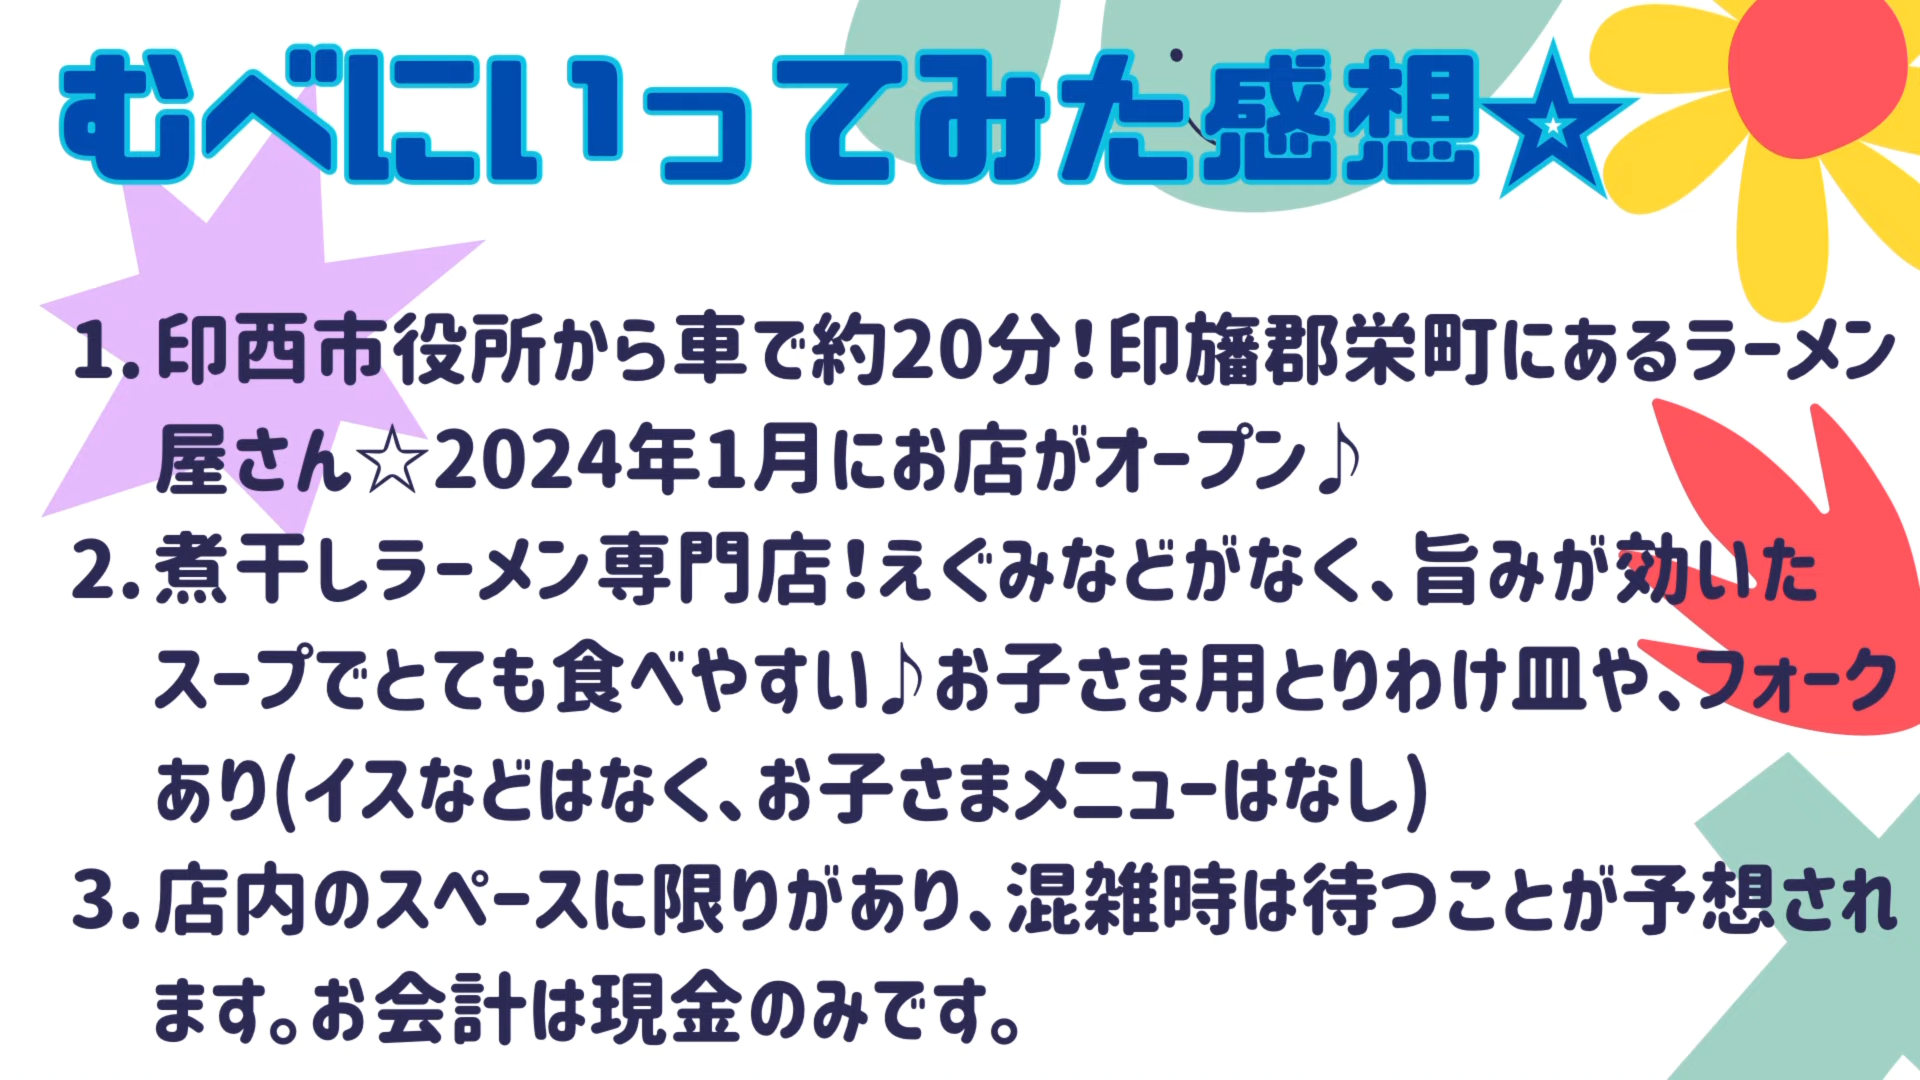 むべにいってみた感想☆
1. 印西市役所から車で約20分！印旛郡栄町にあるラーメン
屋さん☆2024年1月にお店がオープン♪
2. 煮干しラーメン専門店！えぐみなどがなく、旨みが効いた
スープでとても食べやすい♪お子さま用とりわけ皿や、フォーク
あり(イスなどはなく、お子さまメニューはなし)
3. 店内のスペースに限りがあり、混雑時は待つことが予想され
ます。お会計は現金のみです。